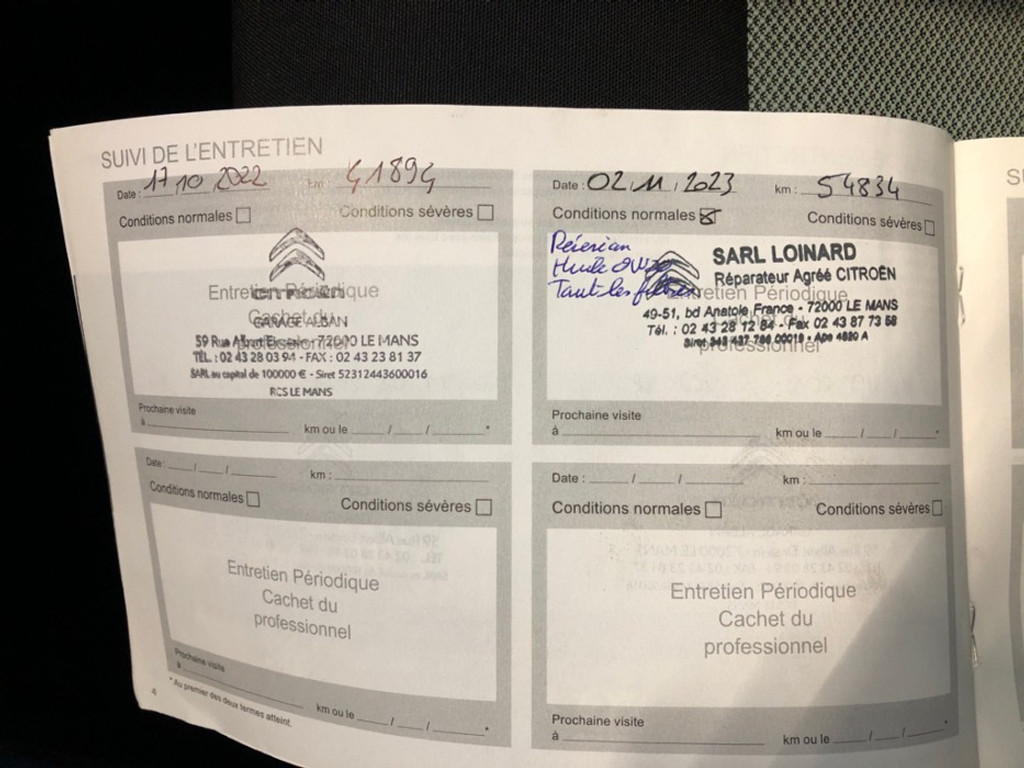 SUIVI DE L'ENTRETIEN
Date : 17 10 2022 km : 41894
Conditions normales Conditions sévères
CITROËN
Entretien Périodique
Cachet du
professionnel
GARAGE ALBAN
59 Rue Albert Einstein - 72000 LE MANS
TÉL. : 02 43 28 03 94 - FAX : 02 43 23 81 37
SARL au capital de 100000 € - Siret 52312443600016
RCS LE MANS
Prochaine visite
à km ou le / / *
Date : 02.11.2023 km : 54834
Conditions normales Conditions sévères
Huile
Tout les filtres
SARL LOINARD
Réparateur Agréé CITROËN
Entretien Périodique
Cachet du
professionnel
49-51, bd Anatole France - 72000 LE MANS
Tél. : 02 43 28 12 84 - Fax 02 43 87 73 58
Prochaine visite
à km ou le / / *
Date : / / km :
Conditions normales Conditions sévères
Entretien Périodique
Cachet du
professionnel
Prochaine visite
à km ou le / / *
Date : / / km :
Conditions normales Conditions sévères
Entretien Périodique
Cachet du
professionnel
Prochaine visite
à km ou le / / *
* Au premier des deux termes atteint.
4